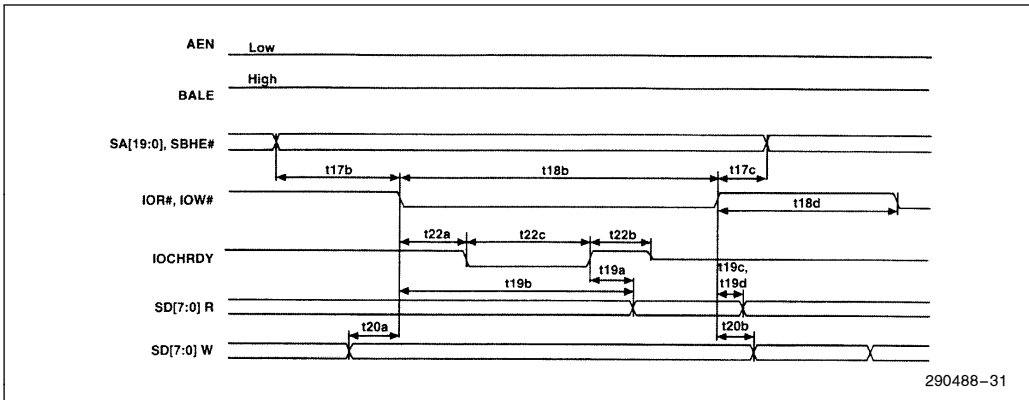 AEN Low
BALE High
SA[19:0], SBHE#
t17b t18b t17c
IOR#, IOW#
t18d
t22a t22c t22b
IOCHRDY
t19a t19c,
t19b t19d
SD[7:0] R
t20a t20b
SD[7:0] W
290488–31